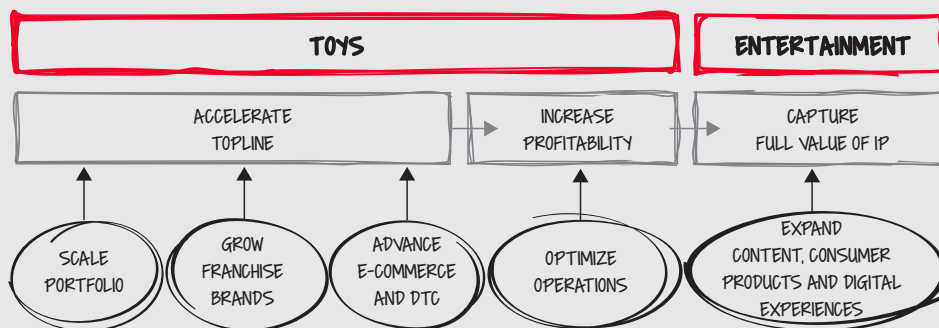 TOYS
ENTERTAINMENT
ACCELERATE
TOPLINE
INCREASE
PROFITABILITY
CAPTURE
FULL VALUE OF IP
SCALE
PORTFOLIO
GROW
FRANCHISE
BRANDS
ADVANCE
E-COMMERCE
AND DTC
OPTIMIZE
OPERATIONS
EXPAND
CONTENT, CONSUMER
PRODUCTS AND DIGITAL
EXPERIENCES